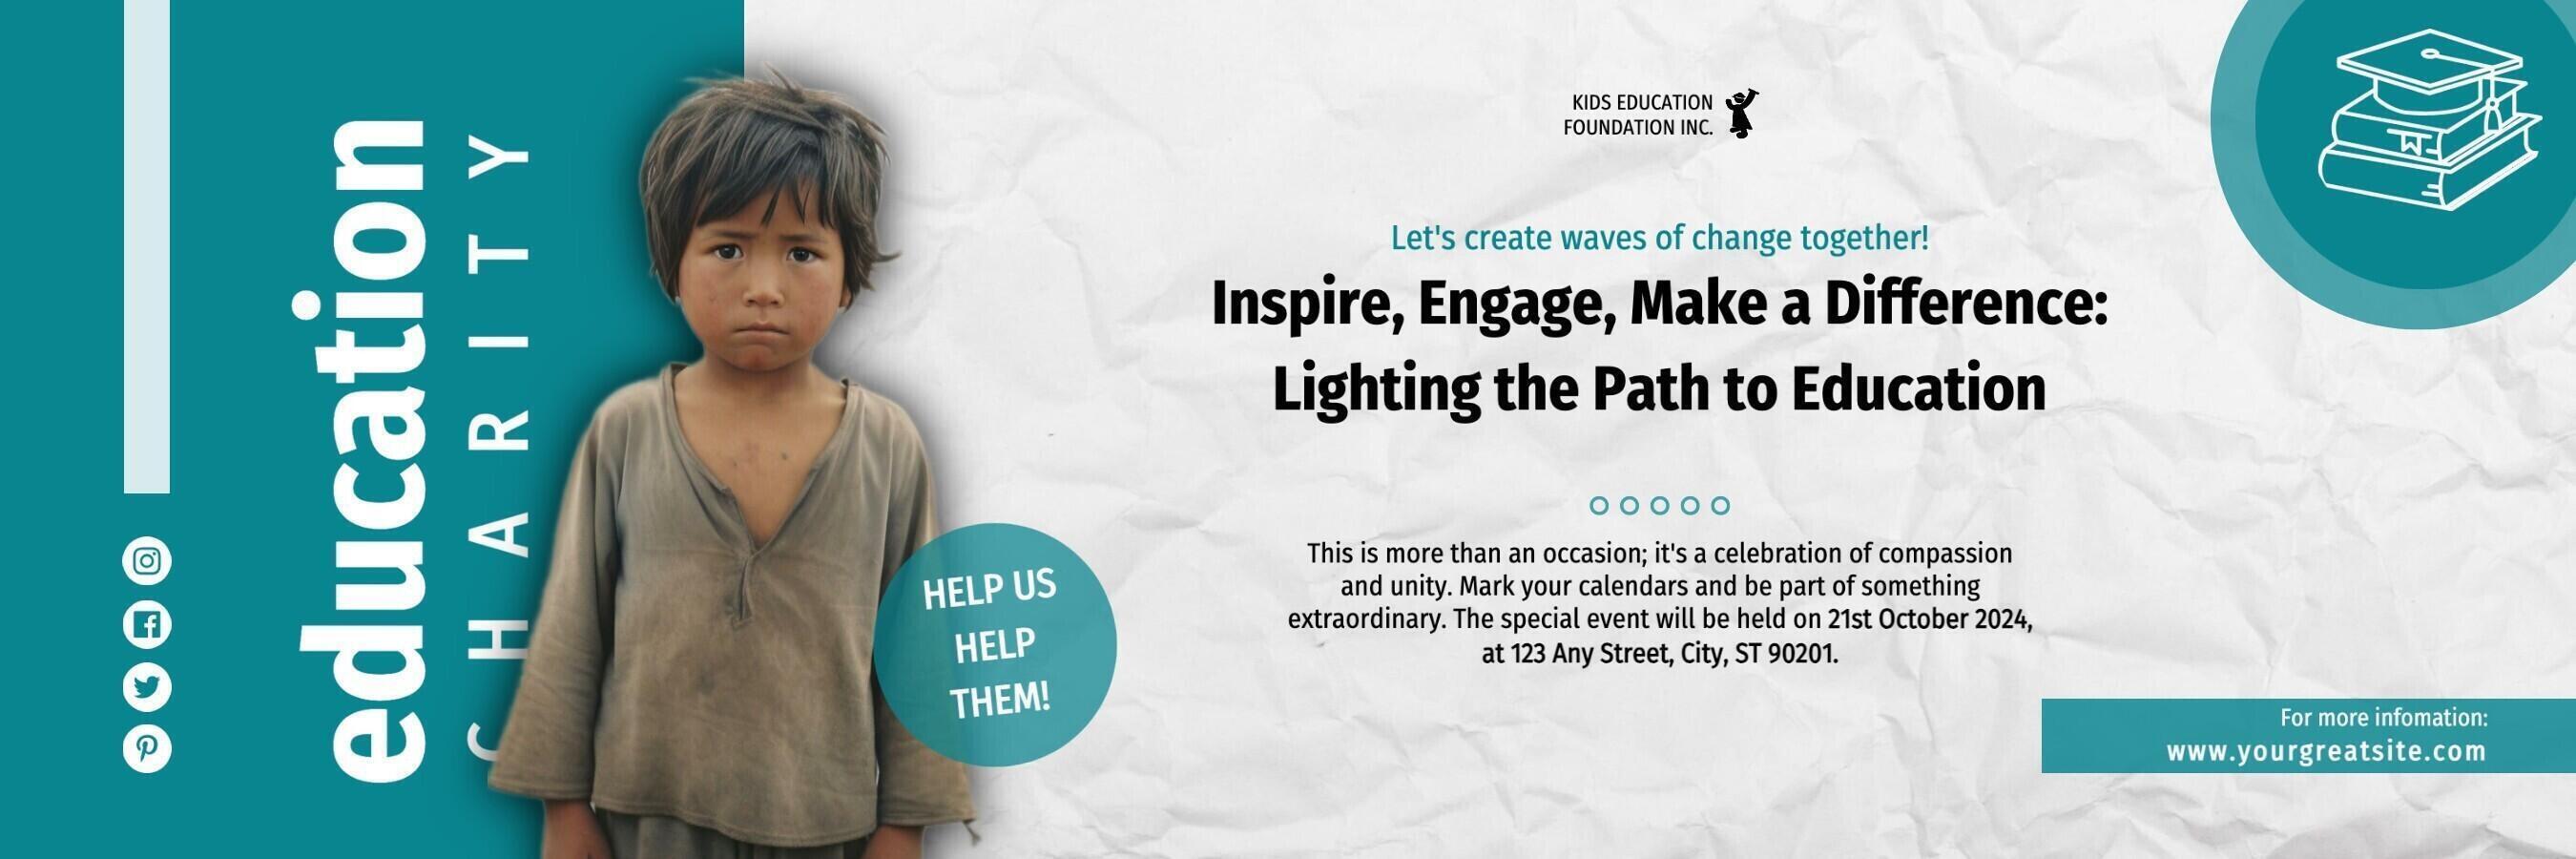 education
CHARITY
HELP US
HELP
THEM!
KIDS EDUCATION
FOUNDATION INC.
Let's create waves of change together!
Inspire, Engage, Make a Difference:
Lighting the Path to Education
This is more than an occasion; it's a celebration of compassion
and unity. Mark your calendars and be part of something
extraordinary. The special event will be held on 21st October 2024,
at 123 Any Street, City, ST 90201.
For more infomation:
www.yourgreatsite.com